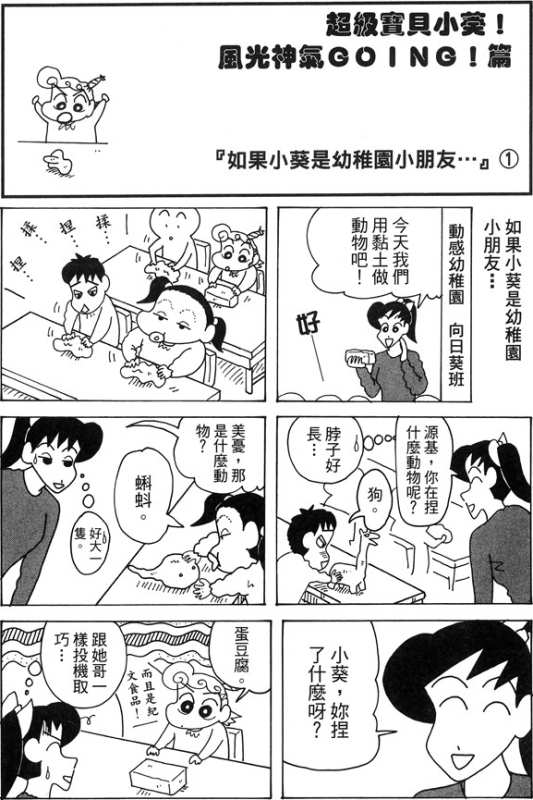 超級寶貝小葵！
風光神氣ＧＯＩＮＧ！篇
『如果小葵是幼稚園小朋友…』①
如果小葵是幼稚園
小朋友…
動感幼稚園　向日葵班
今天我們
用黏土做
動物吧！
好
揉…
捏…
揉…
捏…
源基，你在捏
什麼動物呢？
狗。
脖子好
長…
美憂，那
是什麼動
物？
蝌蚪。
好大一
隻。
小葵，妳捏
了什麼呀？
蛋豆腐。
而且是紀
文食品！
跟她哥一
樣投機取
巧…